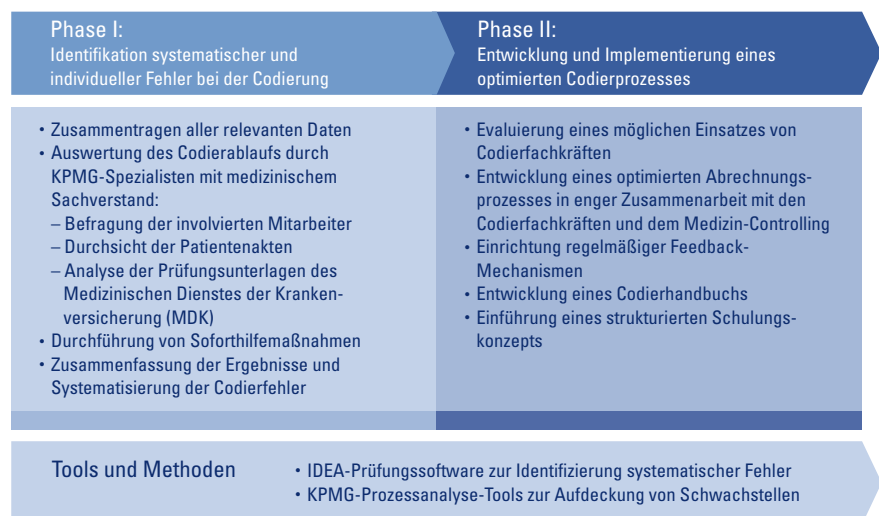 Phase I:
Identifikation systematischer und
individueller Fehler bei der Codierung
Phase II:
Entwicklung und Implementierung eines
optimierten Codierprozesses
• Zusammentragen aller relevanten Daten
• Auswertung des Codierablaufs durch
KPMG-Spezialisten mit medizinischem
Sachverstand:
– Befragung der involvierten Mitarbeiter
– Durchsicht der Patientenakten
– Analyse der Prüfungsunterlagen des
Medizinischen Dienstes der Kranken-
versicherung (MDK)
• Durchführung von Soforthilfemaßnahmen
• Zusammenfassung der Ergebnisse und
Systematisierung der Codierfehler
• Evaluierung eines möglichen Einsatzes von
Codierfachkräften
• Entwicklung eines optimierten Abrechnungs-
prozesses in enger Zusammenarbeit mit den
Codierfachkräften und dem Medizin-Controlling
• Einrichtung regelmäßiger Feedback-
Mechanismen
• Entwicklung eines Codierhandbuchs
• Einführung eines strukturierten Schulungs-
konzepts
Tools und Methoden
• IDEA-Prüfungssoftware zur Identifizierung systematischer Fehler
• KPMG-Prozessanalyse-Tools zur Aufdeckung von Schwachstellen